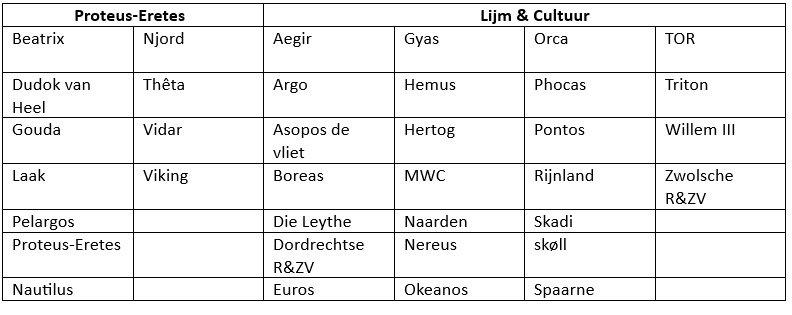 Proteus-Eretes Lijm & Cultuur
Beatrix Njord Aegir Gyas Orca TOR
Dudok van Thêta Argo Hemus Phocas Triton
Heel
Gouda Vidar Asopos de Hertog Pontos Willem III
vliet
Laak Viking Boreas MWC Rijnland Zwolsche
R&ZV
Pelargos Die Leythe Naarden Skadi
Proteus-Eretes Dordrechtse Nereus skøll
R&ZV
Nautilus Euros Okeanos Spaarne